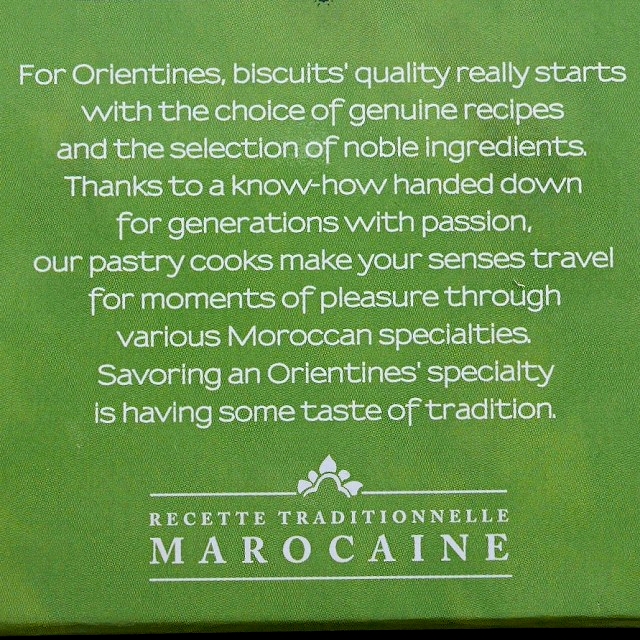 For Orientines, biscuits' quality really starts
with the choice of genuine recipes
and the selection of noble ingredients.
Thanks to a know-how handed down
for generations with passion,
our pastry cooks make your senses travel
for moments of pleasure through
various Moroccan specialties.
Savoring an Orientines' specialty
is having some taste of tradition.
RECETTE TRADITIONNELLE
MAROCAINE